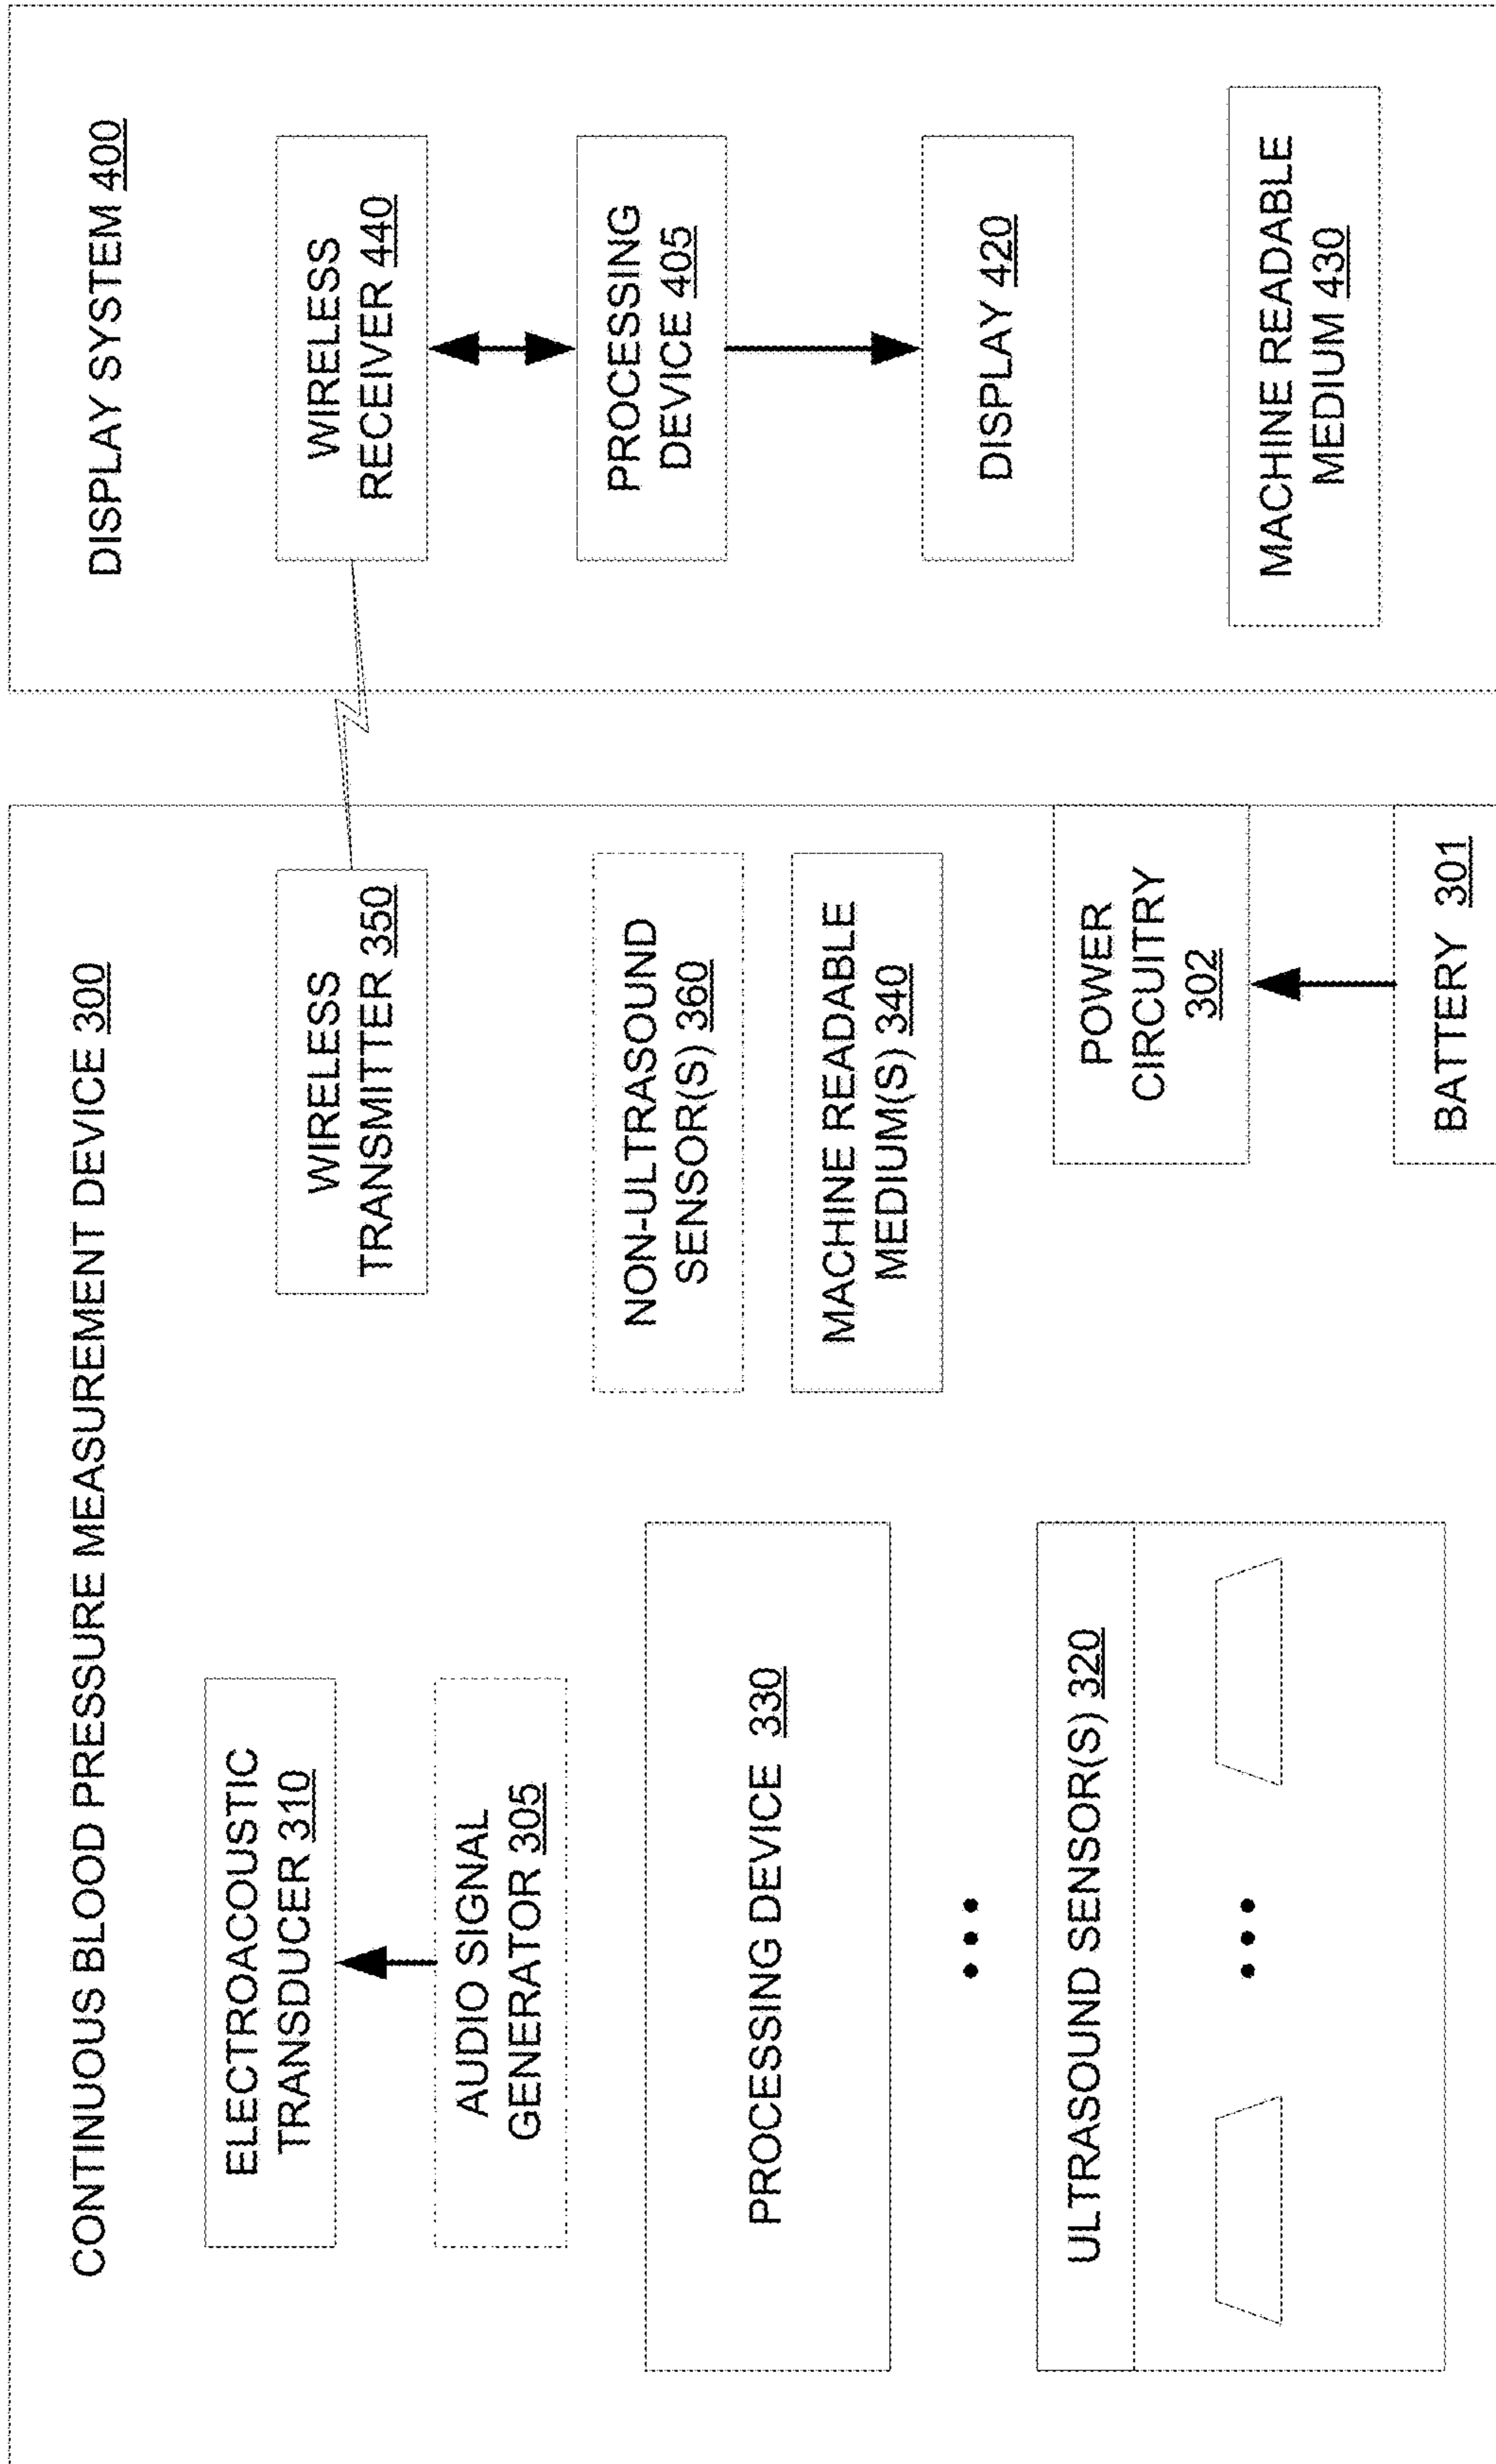 CONTINUOUS BLOOD PRESSURE MEASUREMENT DEVICE 300
ELECTROACOUSTIC
TRANSDUCER 310
AUDIO SIGNAL
GENERATOR 305
PROCESSING DEVICE 330
ULTRASOUND SENSOR(S) 320
WIRELESS
TRANSMITTER 350
NON-ULTRASOUND
SENSOR(S) 360
MACHINE READABLE
MEDIUM(S) 340
POWER
CIRCUITRY
302
BATTERY 301
DISPLAY SYSTEM 400
WIRELESS
RECEIVER 440
PROCESSING
DEVICE 405
DISPLAY 420
MACHINE READABLE
MEDIUM 430